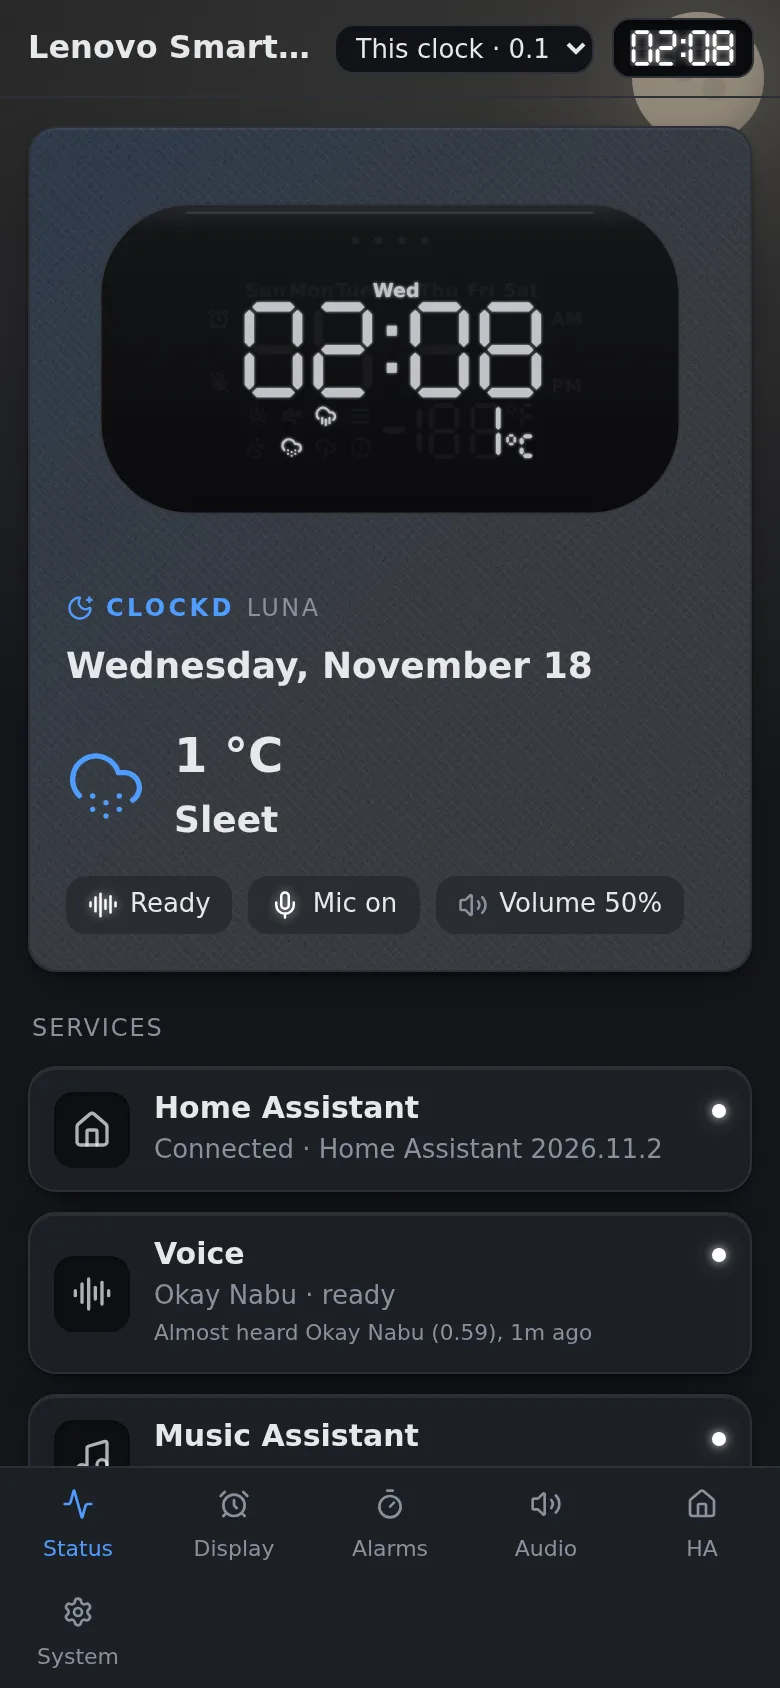 Lenovo Smart…
This clock · 0.1
02:08
Sun Mon Tue Wed Thu Fri Sat
AM
02:08
PM
1°C
CLOCKD LUNA
Wednesday, November 18
1 °C
Sleet
Ready
Mic on
Volume 50%
SERVICES
Home Assistant
Connected · Home Assistant 2026.11.2
Voice
Okay Nabu · ready
Almost heard Okay Nabu (0.59), 1m ago
Music Assistant
Status
Display
Alarms
Audio
HA
System